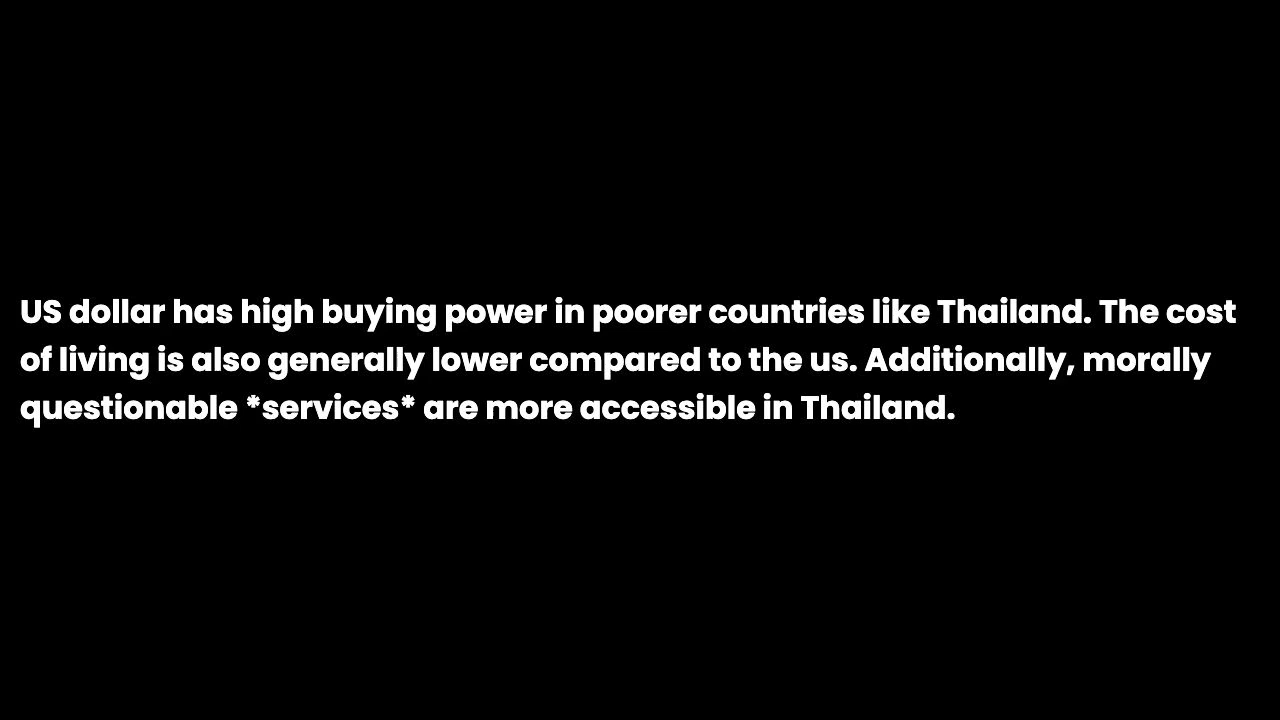 US dollar has high buying power in poorer countries like Thailand. The cost
of living is also generally lower compared to the us. Additionally, morally
questionable *services* are more accessible in Thailand.